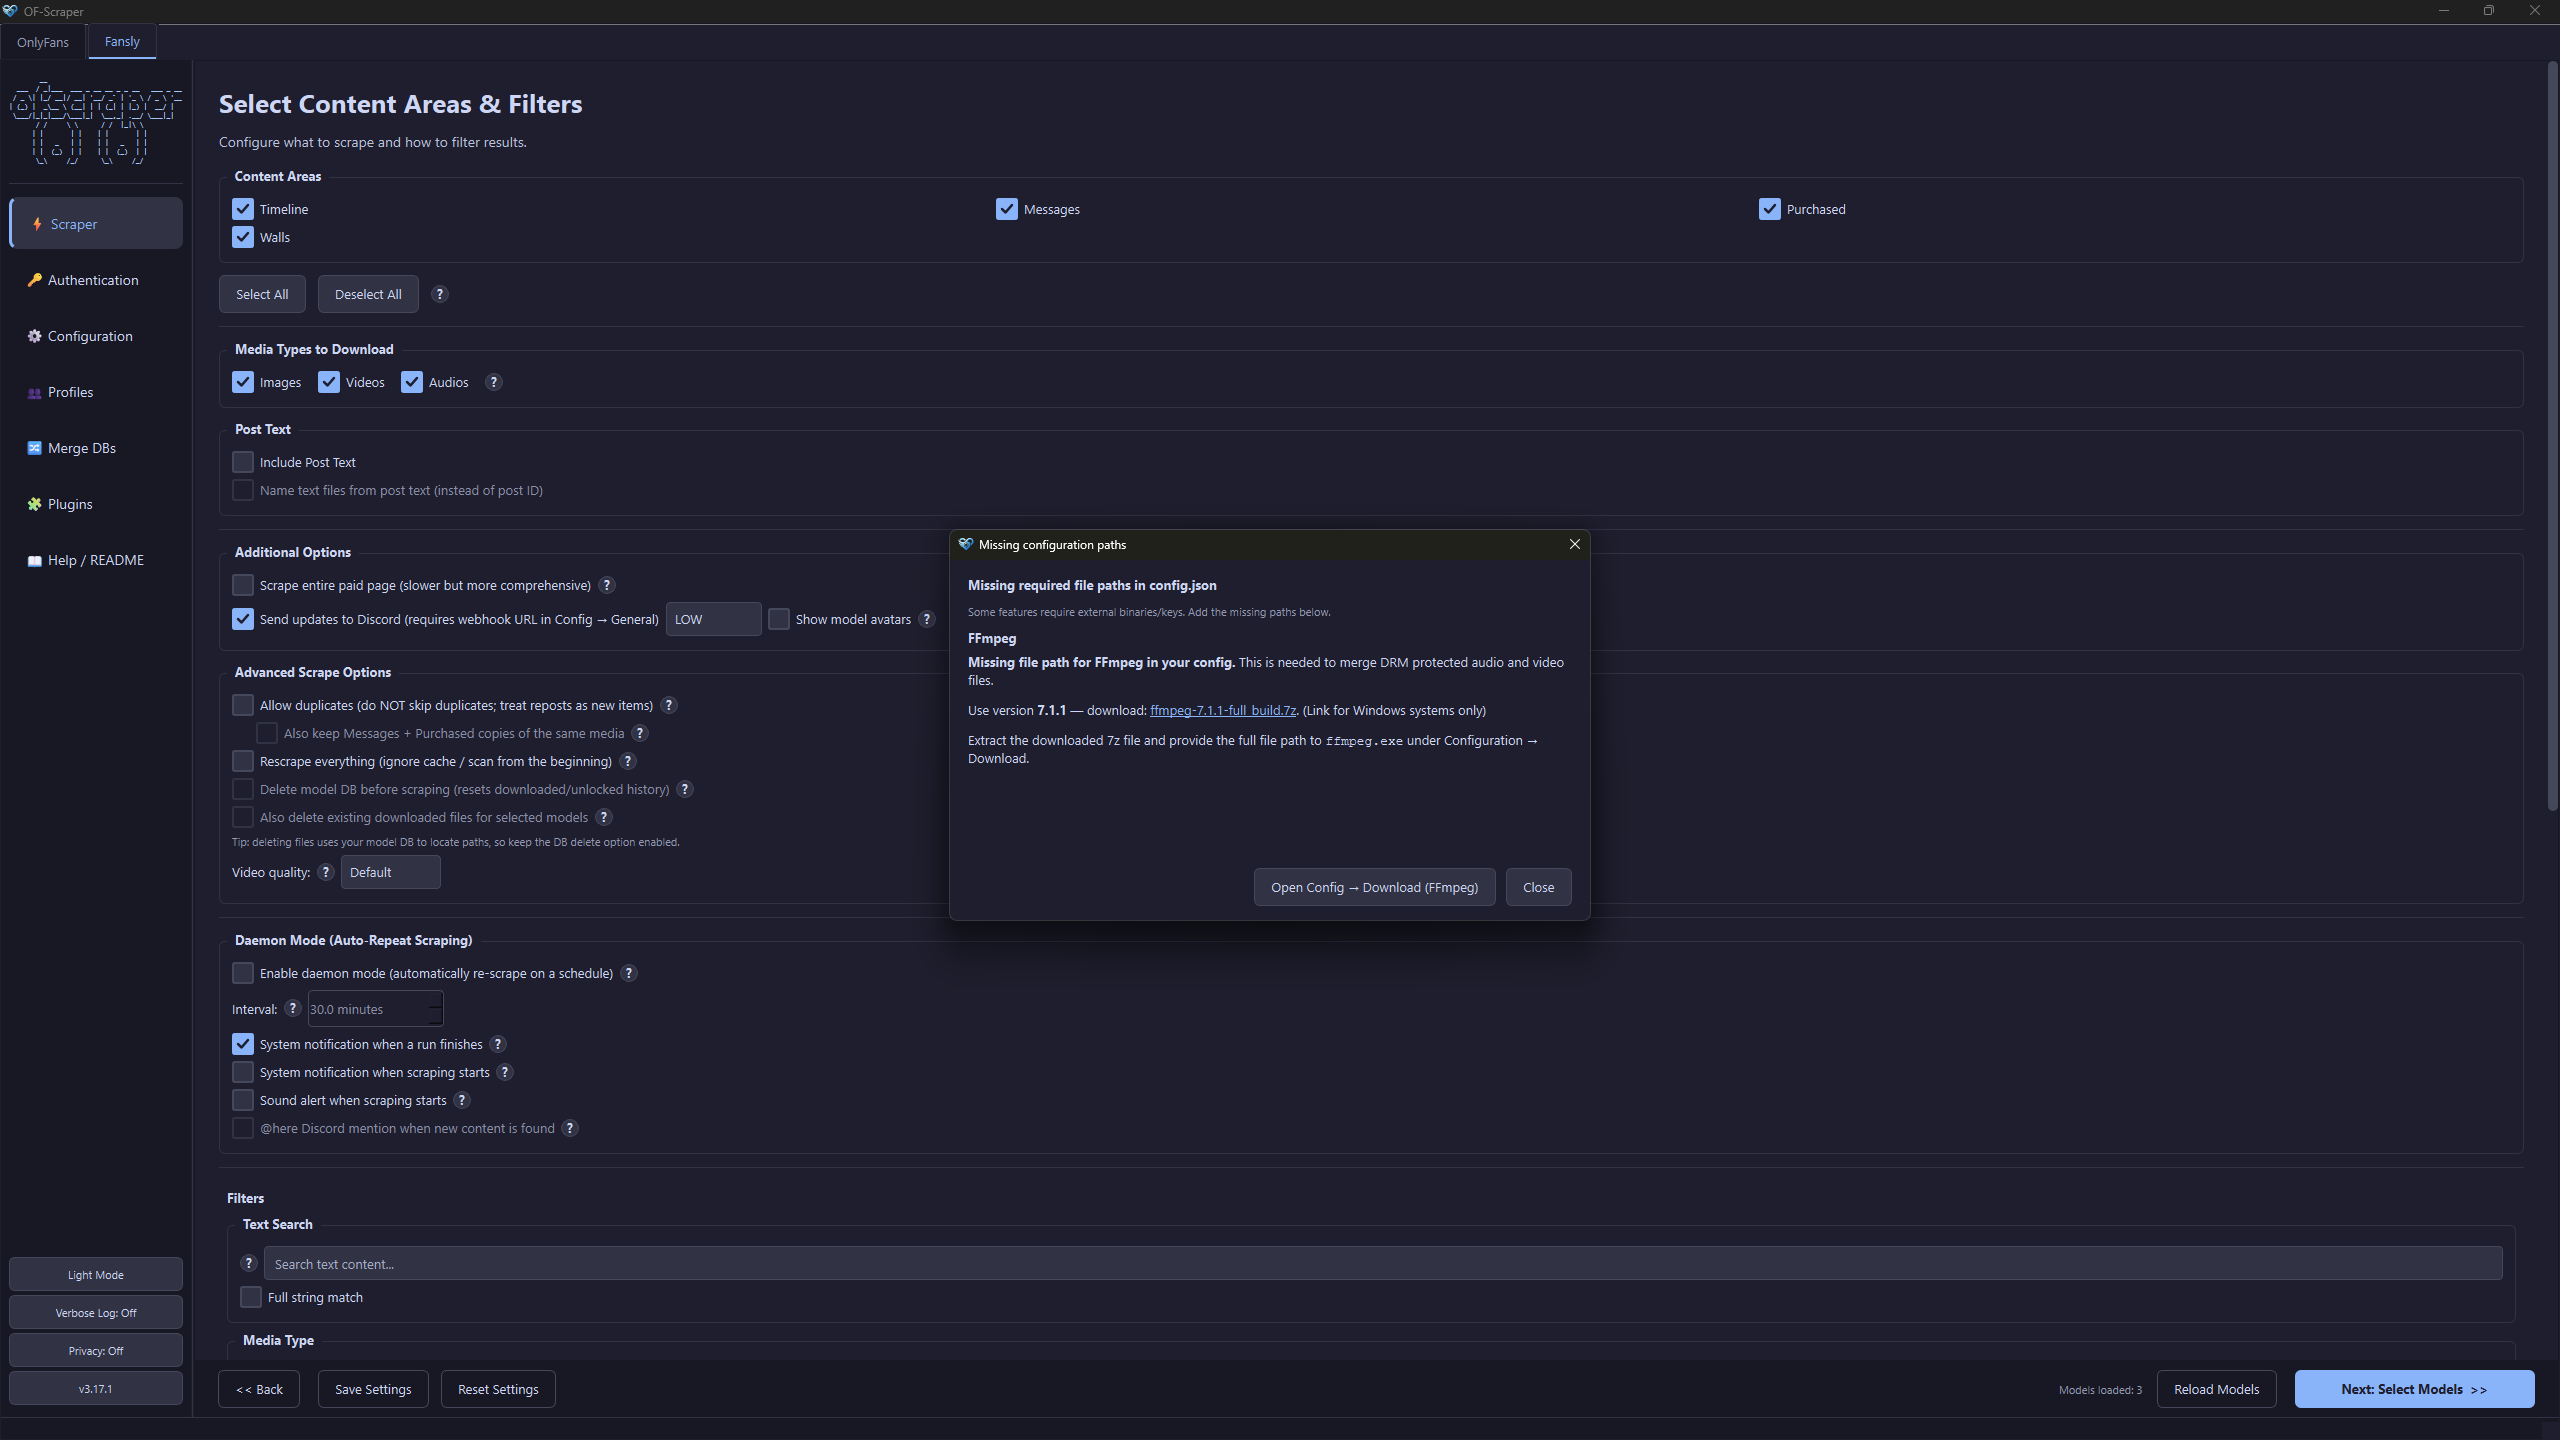 OF-Scraper
OnlyFans
Fansly
Scraper
Authentication
Configuration
Profiles
Merge DBs
Plugins
Help / README
Light Mode
Verbose Log: Off
Privacy: Off
v3.17.1
Select Content Areas & Filters
Configure what to scrape and how to filter results.
Content Areas
Timeline
Messages
Purchased
Walls
Select All
Deselect All
?
Media Types to Download
Images
Videos
Audios
?
Post Text
Include Post Text
Name text files from post text (instead of post ID)
Additional Options
Scrape entire paid page (slower but more comprehensive) ?
Send updates to Discord (requires webhook URL in Config → General) LOW Show model avatars ?
Advanced Scrape Options
Allow duplicates (do NOT skip duplicates; treat reposts as new items) ?
Also keep Messages + Purchased copies of the same media ?
Rescrape everything (ignore cache / scan from the beginning) ?
Delete model DB before scraping (resets downloaded/unlocked history) ?
Also delete existing downloaded files for selected models ?
Tip: deleting files uses your model DB to locate paths, so keep the DB delete option enabled.
Video quality: ? Default
Daemon Mode (Auto-Repeat Scraping)
Enable daemon mode (automatically re-scrape on a schedule) ?
Interval: ? 30.0 minutes
System notification when a run finishes ?
System notification when scraping starts ?
Sound alert when scraping starts ?
@here Discord mention when new content is found ?
Filters
Text Search
? Search text content...
Full string match
Media Type
<< Back
Save Settings
Reset Settings
Models loaded: 3
Reload Models
Next: Select Models >>
Missing configuration paths
Missing required file paths in config.json
Some features require external binaries/keys. Add the missing paths below.
FFmpeg
Missing file path for FFmpeg in your config. This is needed to merge DRM protected audio and video
files.
Use version 7.1.1 — download: ffmpeg-7.1.1-full_build.7z. (Link for Windows systems only)
Extract the downloaded 7z file and provide the full file path to ffmpeg.exe under Configuration →
Download.
Open Config → Download (FFmpeg)
Close